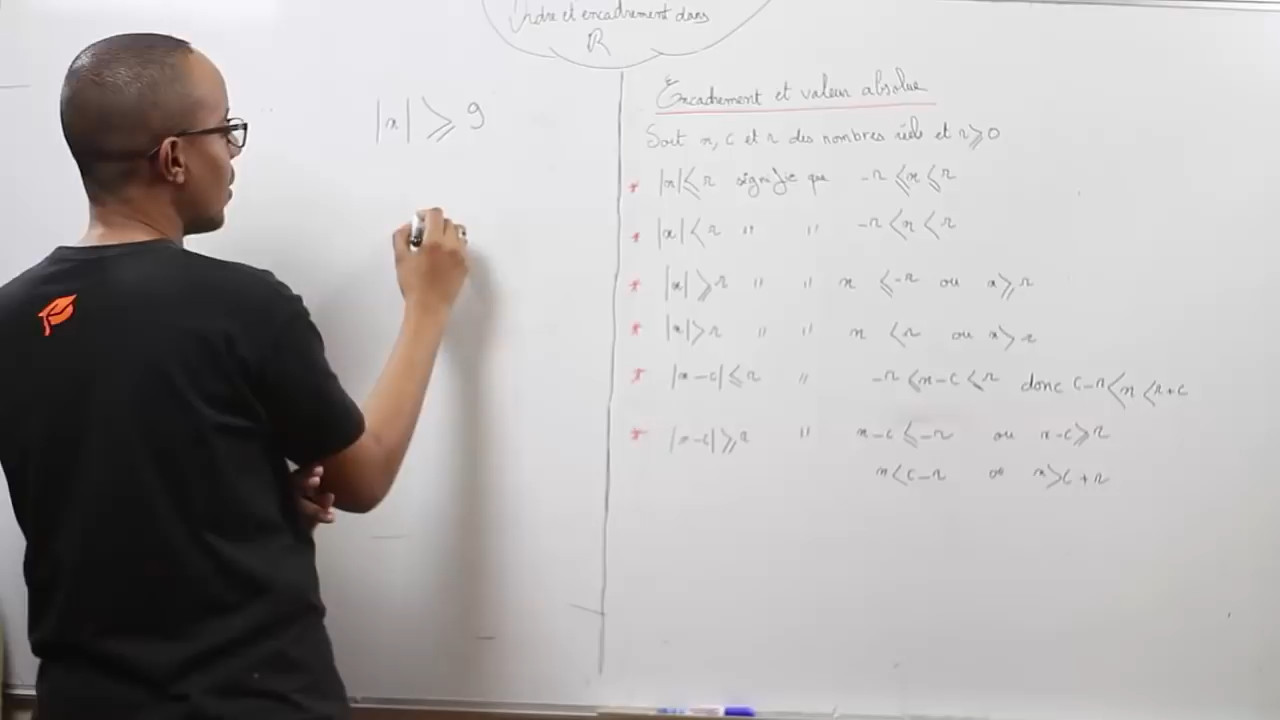 Ordre et encadrement dans
ℝ
|x| ⩾ 9
Encadrement et valeur absolue
Soit x, c et r des nombres réels et r⩾0
* |x|⩽r signifie que -r ⩽x⩽r
* |x|<r " " -r<x<r
* |x|⩾r " " x ⩽-r ou x⩾r
* |x|>r " " x <r ou x>r
* |x-c|⩽r " -r⩽x-c⩽r donc c-r⩽x⩽r+c
* |x-c|⩾r " x-c⩽-r ou x-c⩾r
x<c-r ou x>c+r